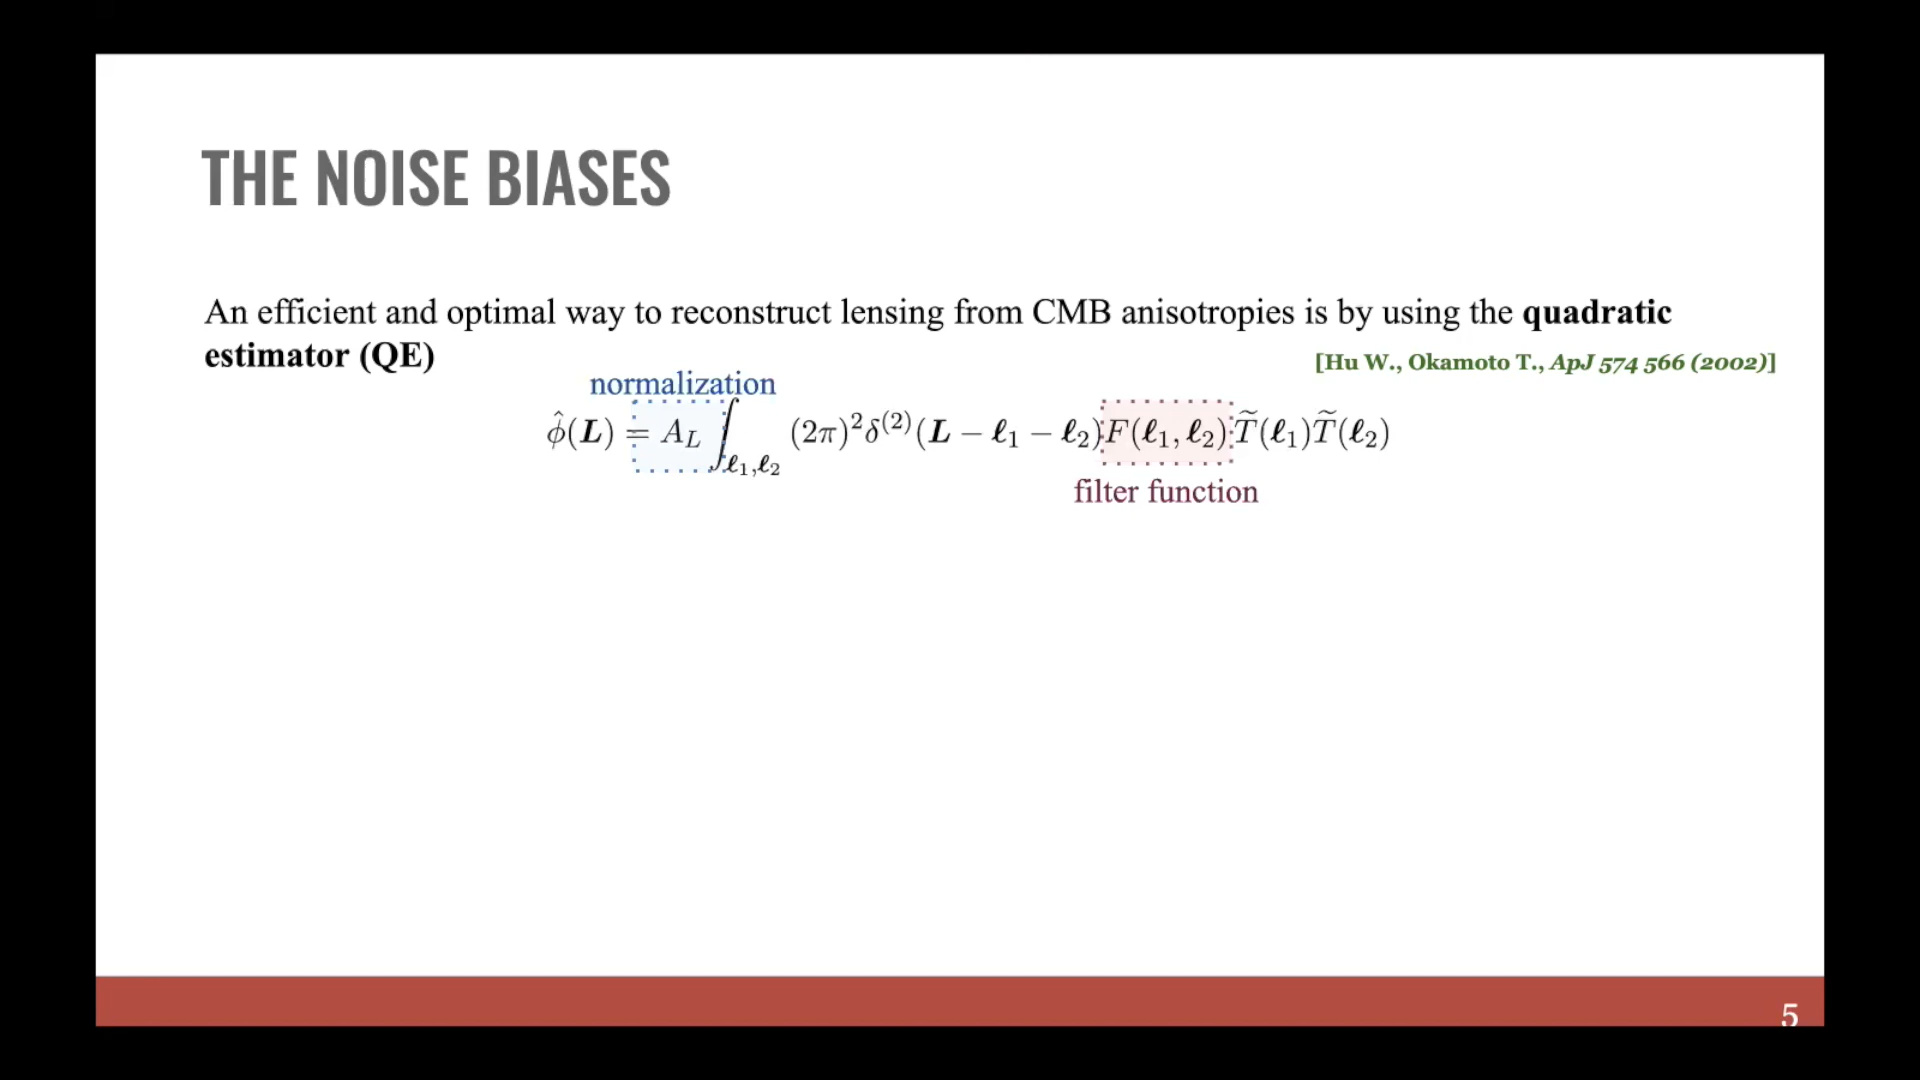 THE NOISE BIASES
An efficient and optimal way to reconstruct lensing from CMB anisotropies is by using the quadratic
estimator (QE)
[Hu W., Okamoto T., ApJ 574 566 (2002)]
normalization
ϕ̂(L) = A_L ∫_{ℓ₁,ℓ₂} (2π)²δ⁽²⁾(L − ℓ₁ − ℓ₂)F(ℓ₁, ℓ₂)T̃(ℓ₁)T̃(ℓ₂)
filter function
5